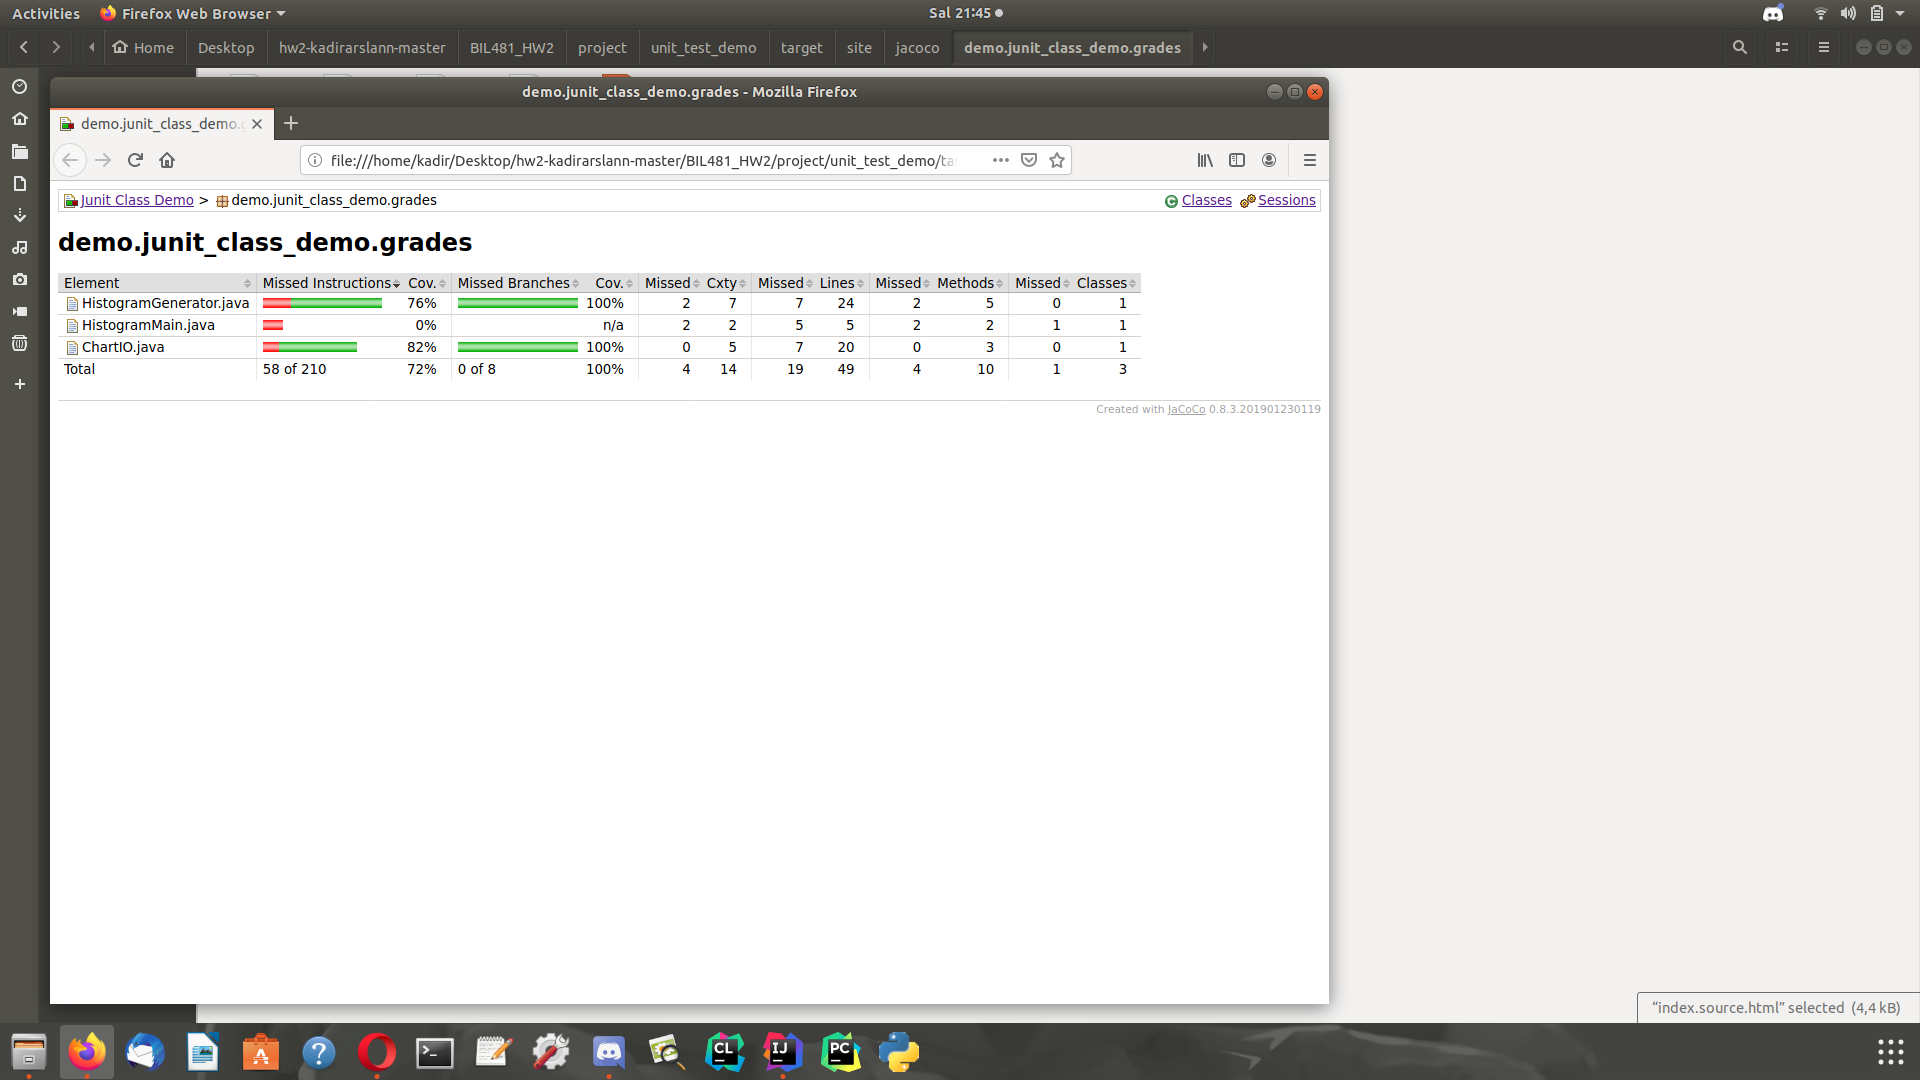 Activities Firefox Web Browser Sal 21:45
Home Desktop hw2-kadirarslann-master BIL481_HW2 project unit_test_demo target site jacoco demo.junit_class_demo.grades
demo.junit_class_demo.grades - Mozilla Firefox
demo.junit_class_demo.
file:///home/kadir/Desktop/hw2-kadirarslann-master/BIL481_HW2/project/unit_test_demo/ta
Junit Class Demo > demo.junit_class_demo.grades Classes Sessions
demo.junit_class_demo.grades
Element Missed Instructions Cov. Missed Branches Cov. Missed Cxty Missed Lines Missed Methods Missed Classes
HistogramGenerator.java 76% 100% 2 7 7 24 2 5 0 1
HistogramMain.java 0% n/a 2 2 5 5 2 2 1 1
ChartIO.java 82% 100% 0 5 7 20 0 3 0 1
Total 58 of 210 72% 0 of 8 100% 4 14 19 49 4 10 1 3
Created with JaCoCo 0.8.3.201901230119
“index.source.html” selected (4,4 kB)
CL IJ PC